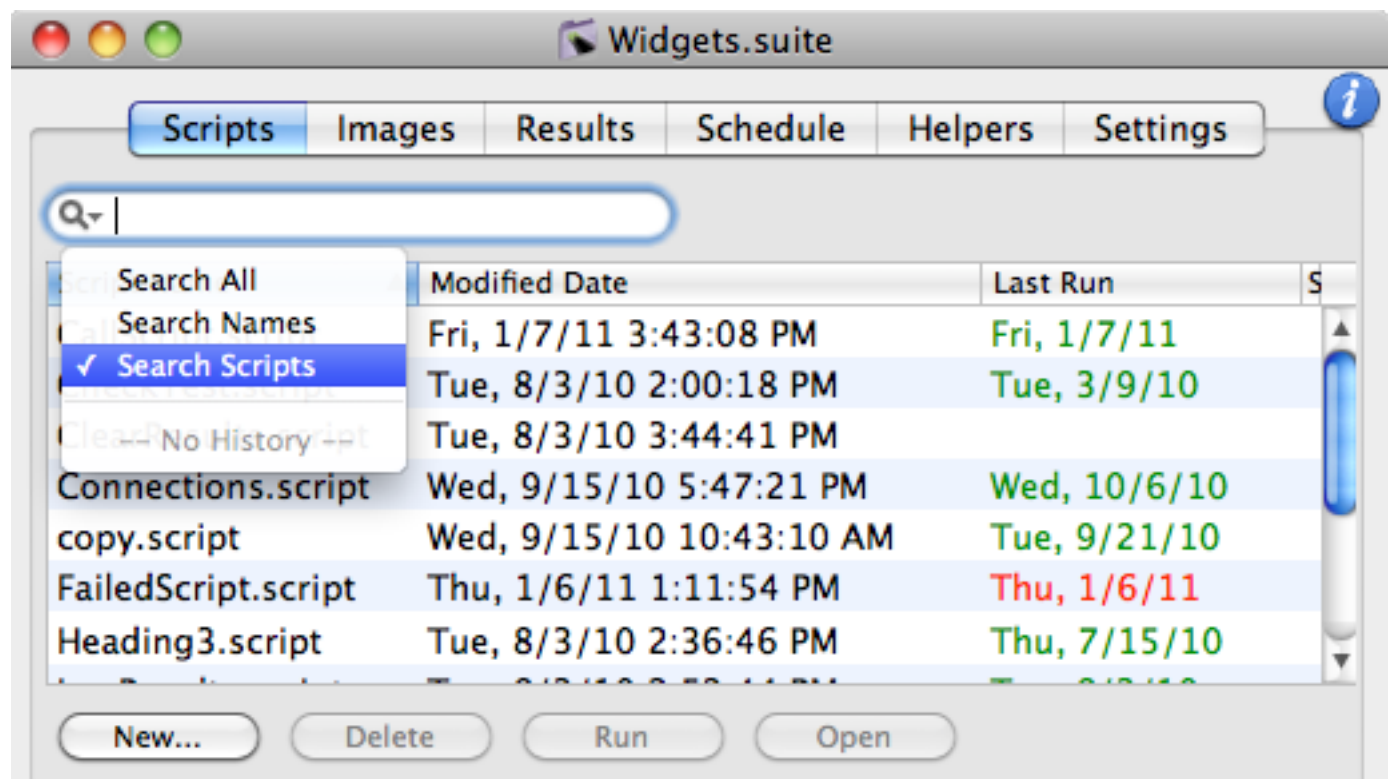 Widgets.suite
Scripts Images Results Schedule Helpers Settings
Search All
Search Names
✓ Search Scripts
-- No History --
Modified Date Last Run S
Fri, 1/7/11 3:43:08 PM Fri, 1/7/11
CheckTest.script Tue, 8/3/10 2:00:18 PM Tue, 3/9/10
ClearResults.script Tue, 8/3/10 3:44:41 PM
Connections.script Wed, 9/15/10 5:47:21 PM Wed, 10/6/10
copy.script Wed, 9/15/10 10:43:10 AM Tue, 9/21/10
FailedScript.script Thu, 1/6/11 1:11:54 PM Thu, 1/6/11
Heading3.script Tue, 8/3/10 2:36:46 PM Thu, 7/15/10
New... Delete Run Open